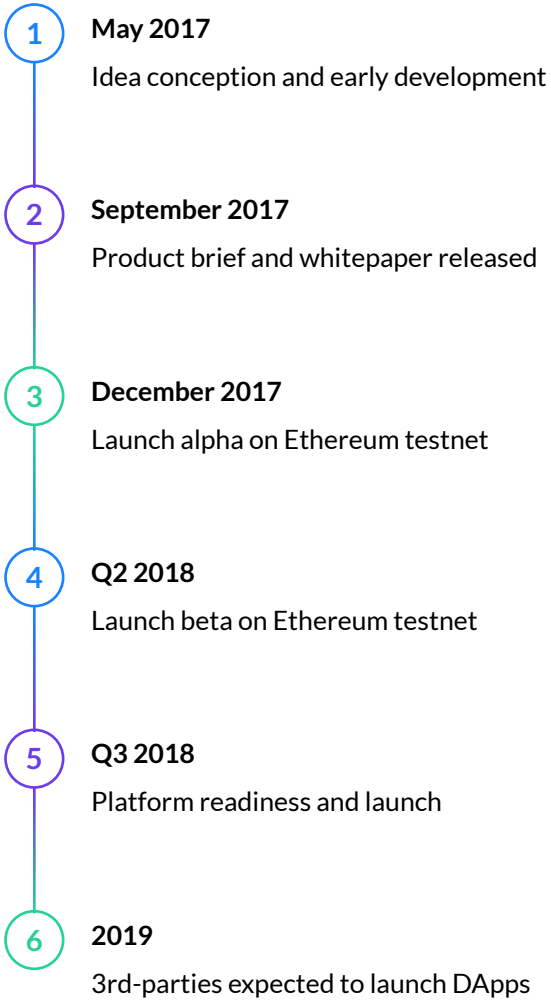 1
May 2017
Idea conception and early development
2
September 2017
Product brief and whitepaper released
3
December 2017
Launch alpha on Ethereum testnet
4
Q2 2018
Launch beta on Ethereum testnet
5
Q3 2018
Platform readiness and launch
6
2019
3rd-parties expected to launch DApps